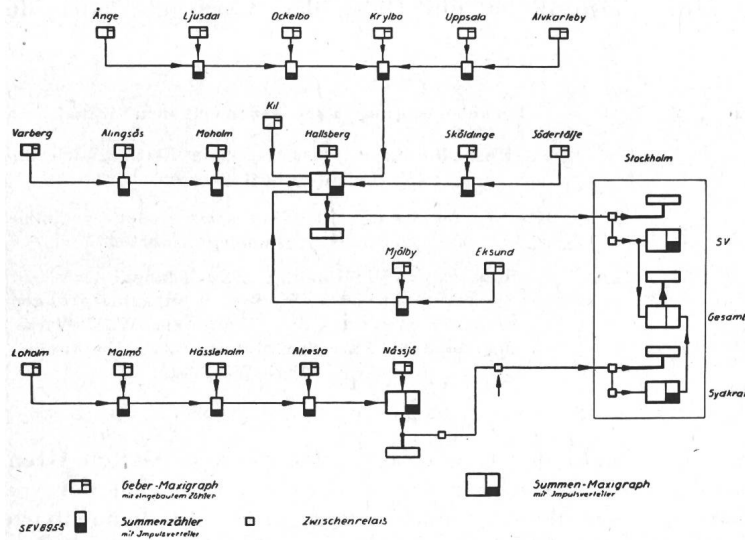 Ånge Ljusdal Ockelbo Krylbo Uppsala Älvkarleby
Kil
Varberg Alingsås Moholm Hallsberg Sköldinge Södertälje
Stockholm
SV
Mjölby Eksund
Gesamt
Loholm Malmö Hässleholm Alvesta Nässjö
Sydkraft
Geber-Maxigraph
mit eingebautem Zähler
Summen-Maxigraph
mit Impulsverteiler
SEV 8955
Summenzähler
mit Impulsverteiler
Zwischenrelais